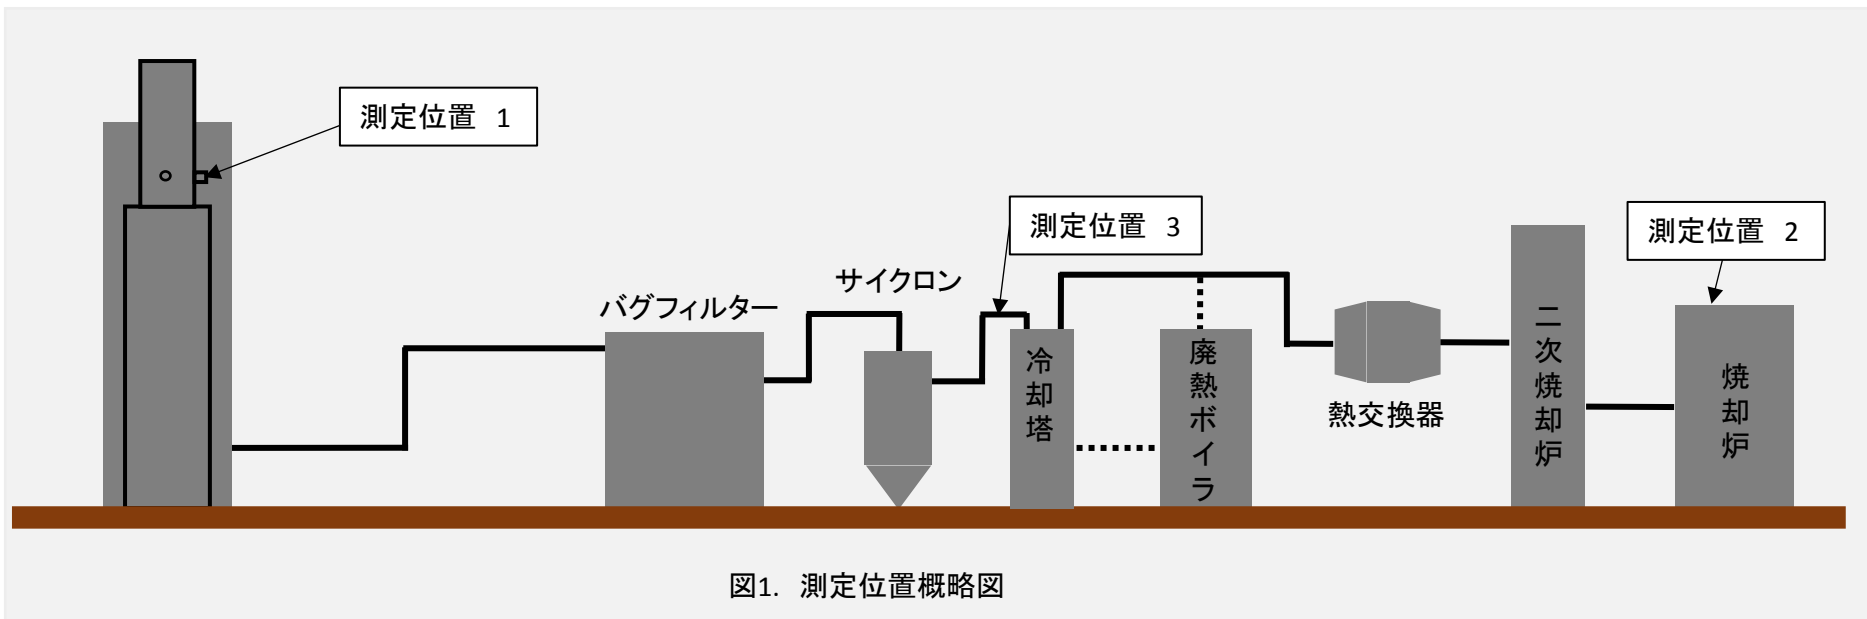 測定位置 1
測定位置 3
測定位置 2
サイクロン
バグフィルター
冷却塔
廃熱ボイラ
熱交換器
二次焼却炉
焼却炉
図1. 測定位置概略図